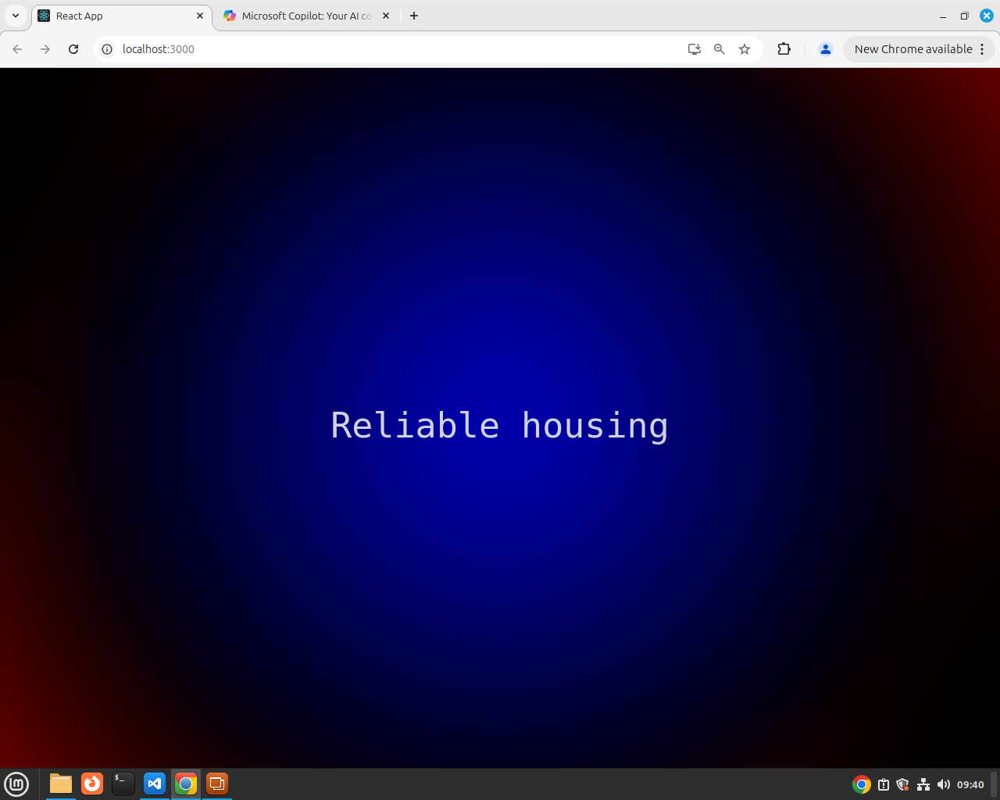 React App
Microsoft Copilot: Your AI co
localhost:3000
New Chrome available
Reliable housing
09:40